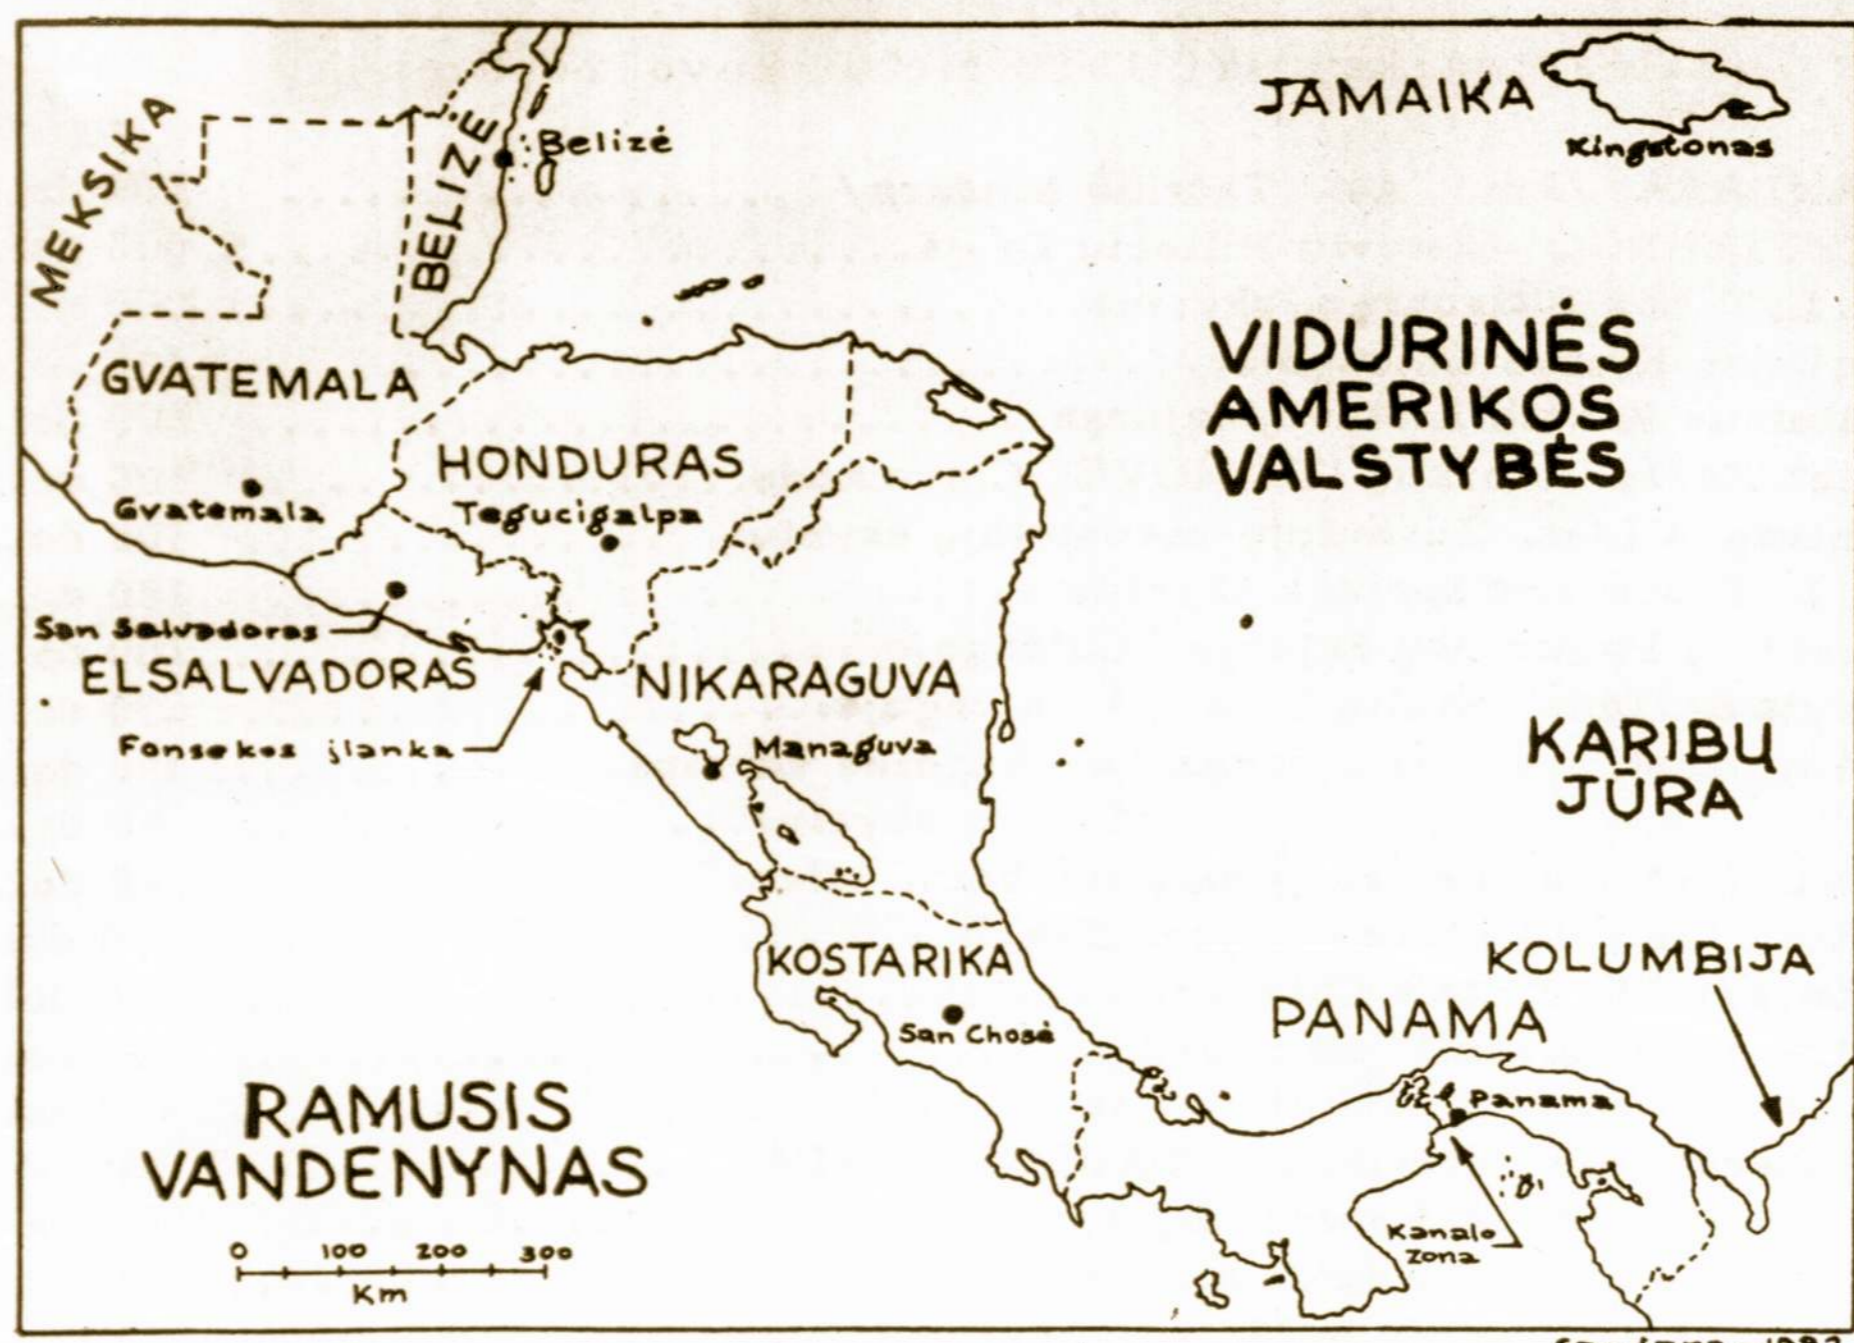 MEKSIKA
BELIZE
Belizė
JAMAIKA
Kingstonas
GVATEMALA
Gvatemala
HONDURAS
Tegucigalpa
VIDURINĖS
AMERIKOS
VALSTYBĖS
San Salvadoras
ELSALVADORAS
Fonsekos įlanka
NIKARAGUVA
Managuva
KARIBŲ
JŪRA
KOSTARIKA
San Chosė
KOLUMBIJA
PANAMA
Panama
Kanalo
zona
RAMUSIS
VANDENYNAS
0 100 200 300
Km